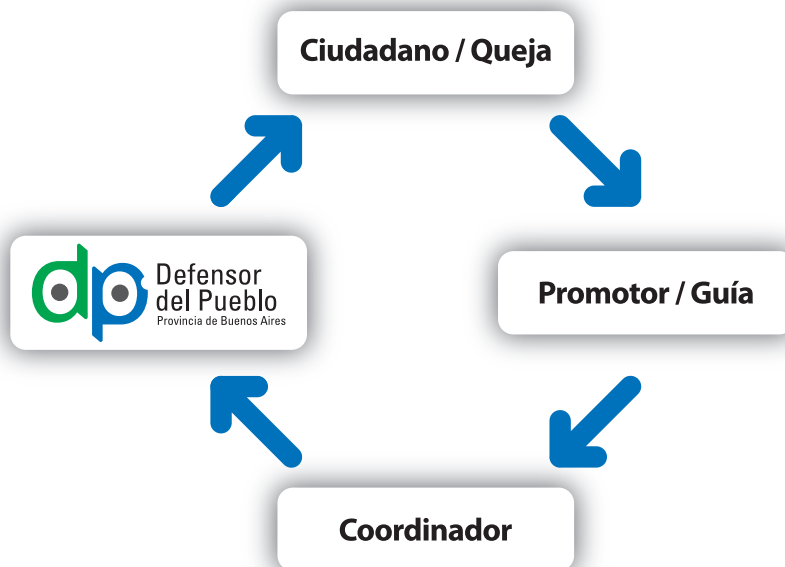 Ciudadano / Queja
dp Defensor
del Pueblo
Provincia de Buenos Aires
Promotor / Guía
Coordinador